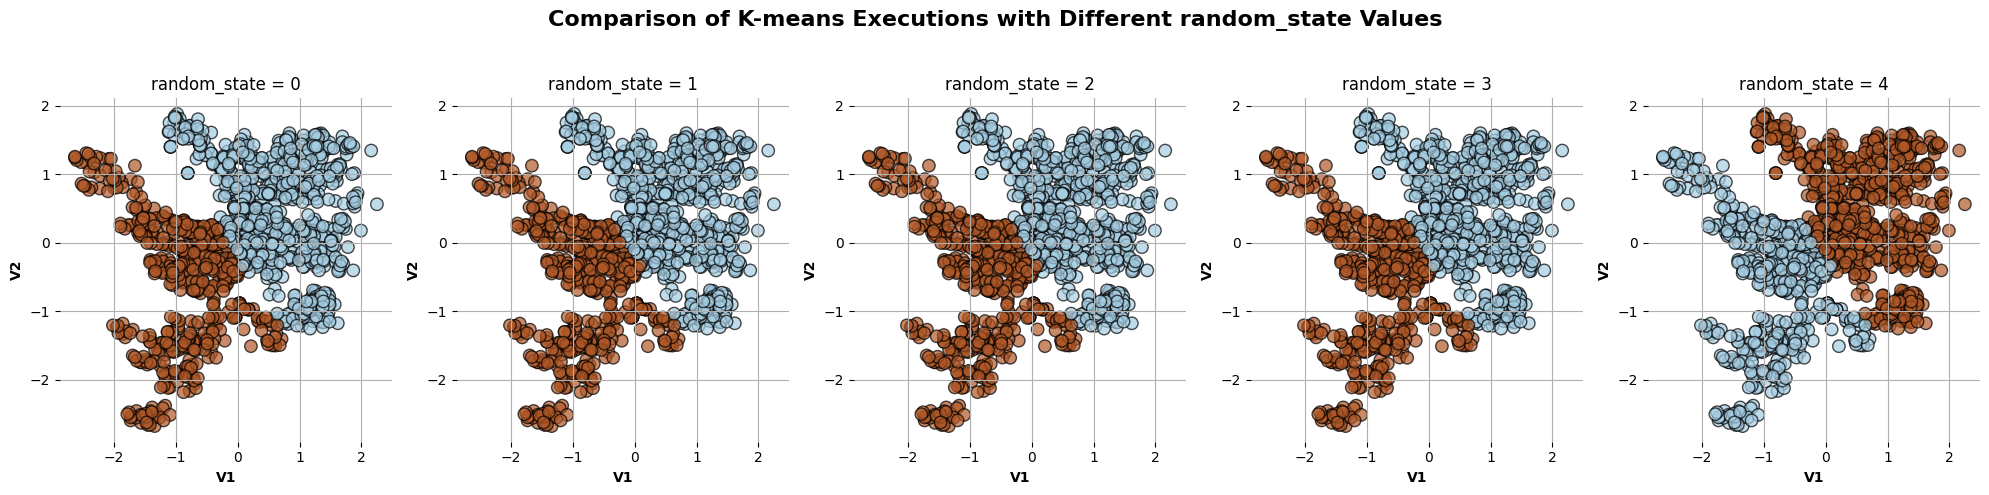 Comparison of K-means Executions with Different random_state Values
random_state = 0
2
1
0
−1
−2
V2
−2 −1 0 1 2
V1
random_state = 1
2
1
0
−1
−2
V2
−2 −1 0 1 2
V1
random_state = 2
2
1
0
−1
−2
V2
−2 −1 0 1 2
V1
random_state = 3
2
1
0
−1
−2
V2
−2 −1 0 1 2
V1
random_state = 4
2
1
0
−1
−2
V2
−2 −1 0 1 2
V1